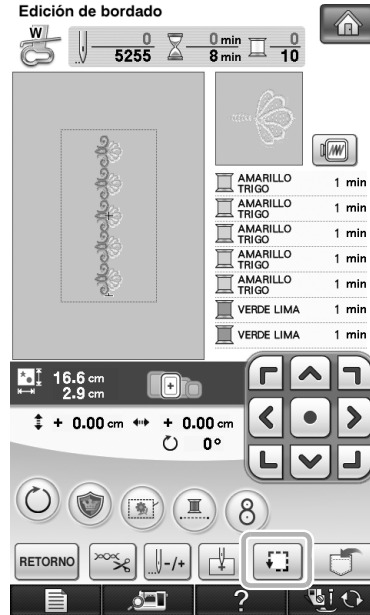 Edición de bordado
W
0 0 min 0
5255 8 min 10
AMARILLO TRIGO 1 min
AMARILLO TRIGO 1 min
AMARILLO TRIGO 1 min
AMARILLO TRIGO 1 min
AMARILLO TRIGO 1 min
VERDE LIMA 1 min
VERDE LIMA 1 min
16.6 cm
2.9 cm
+ 0.00 cm + 0.00 cm
0°
8
RETORNO -/+
?